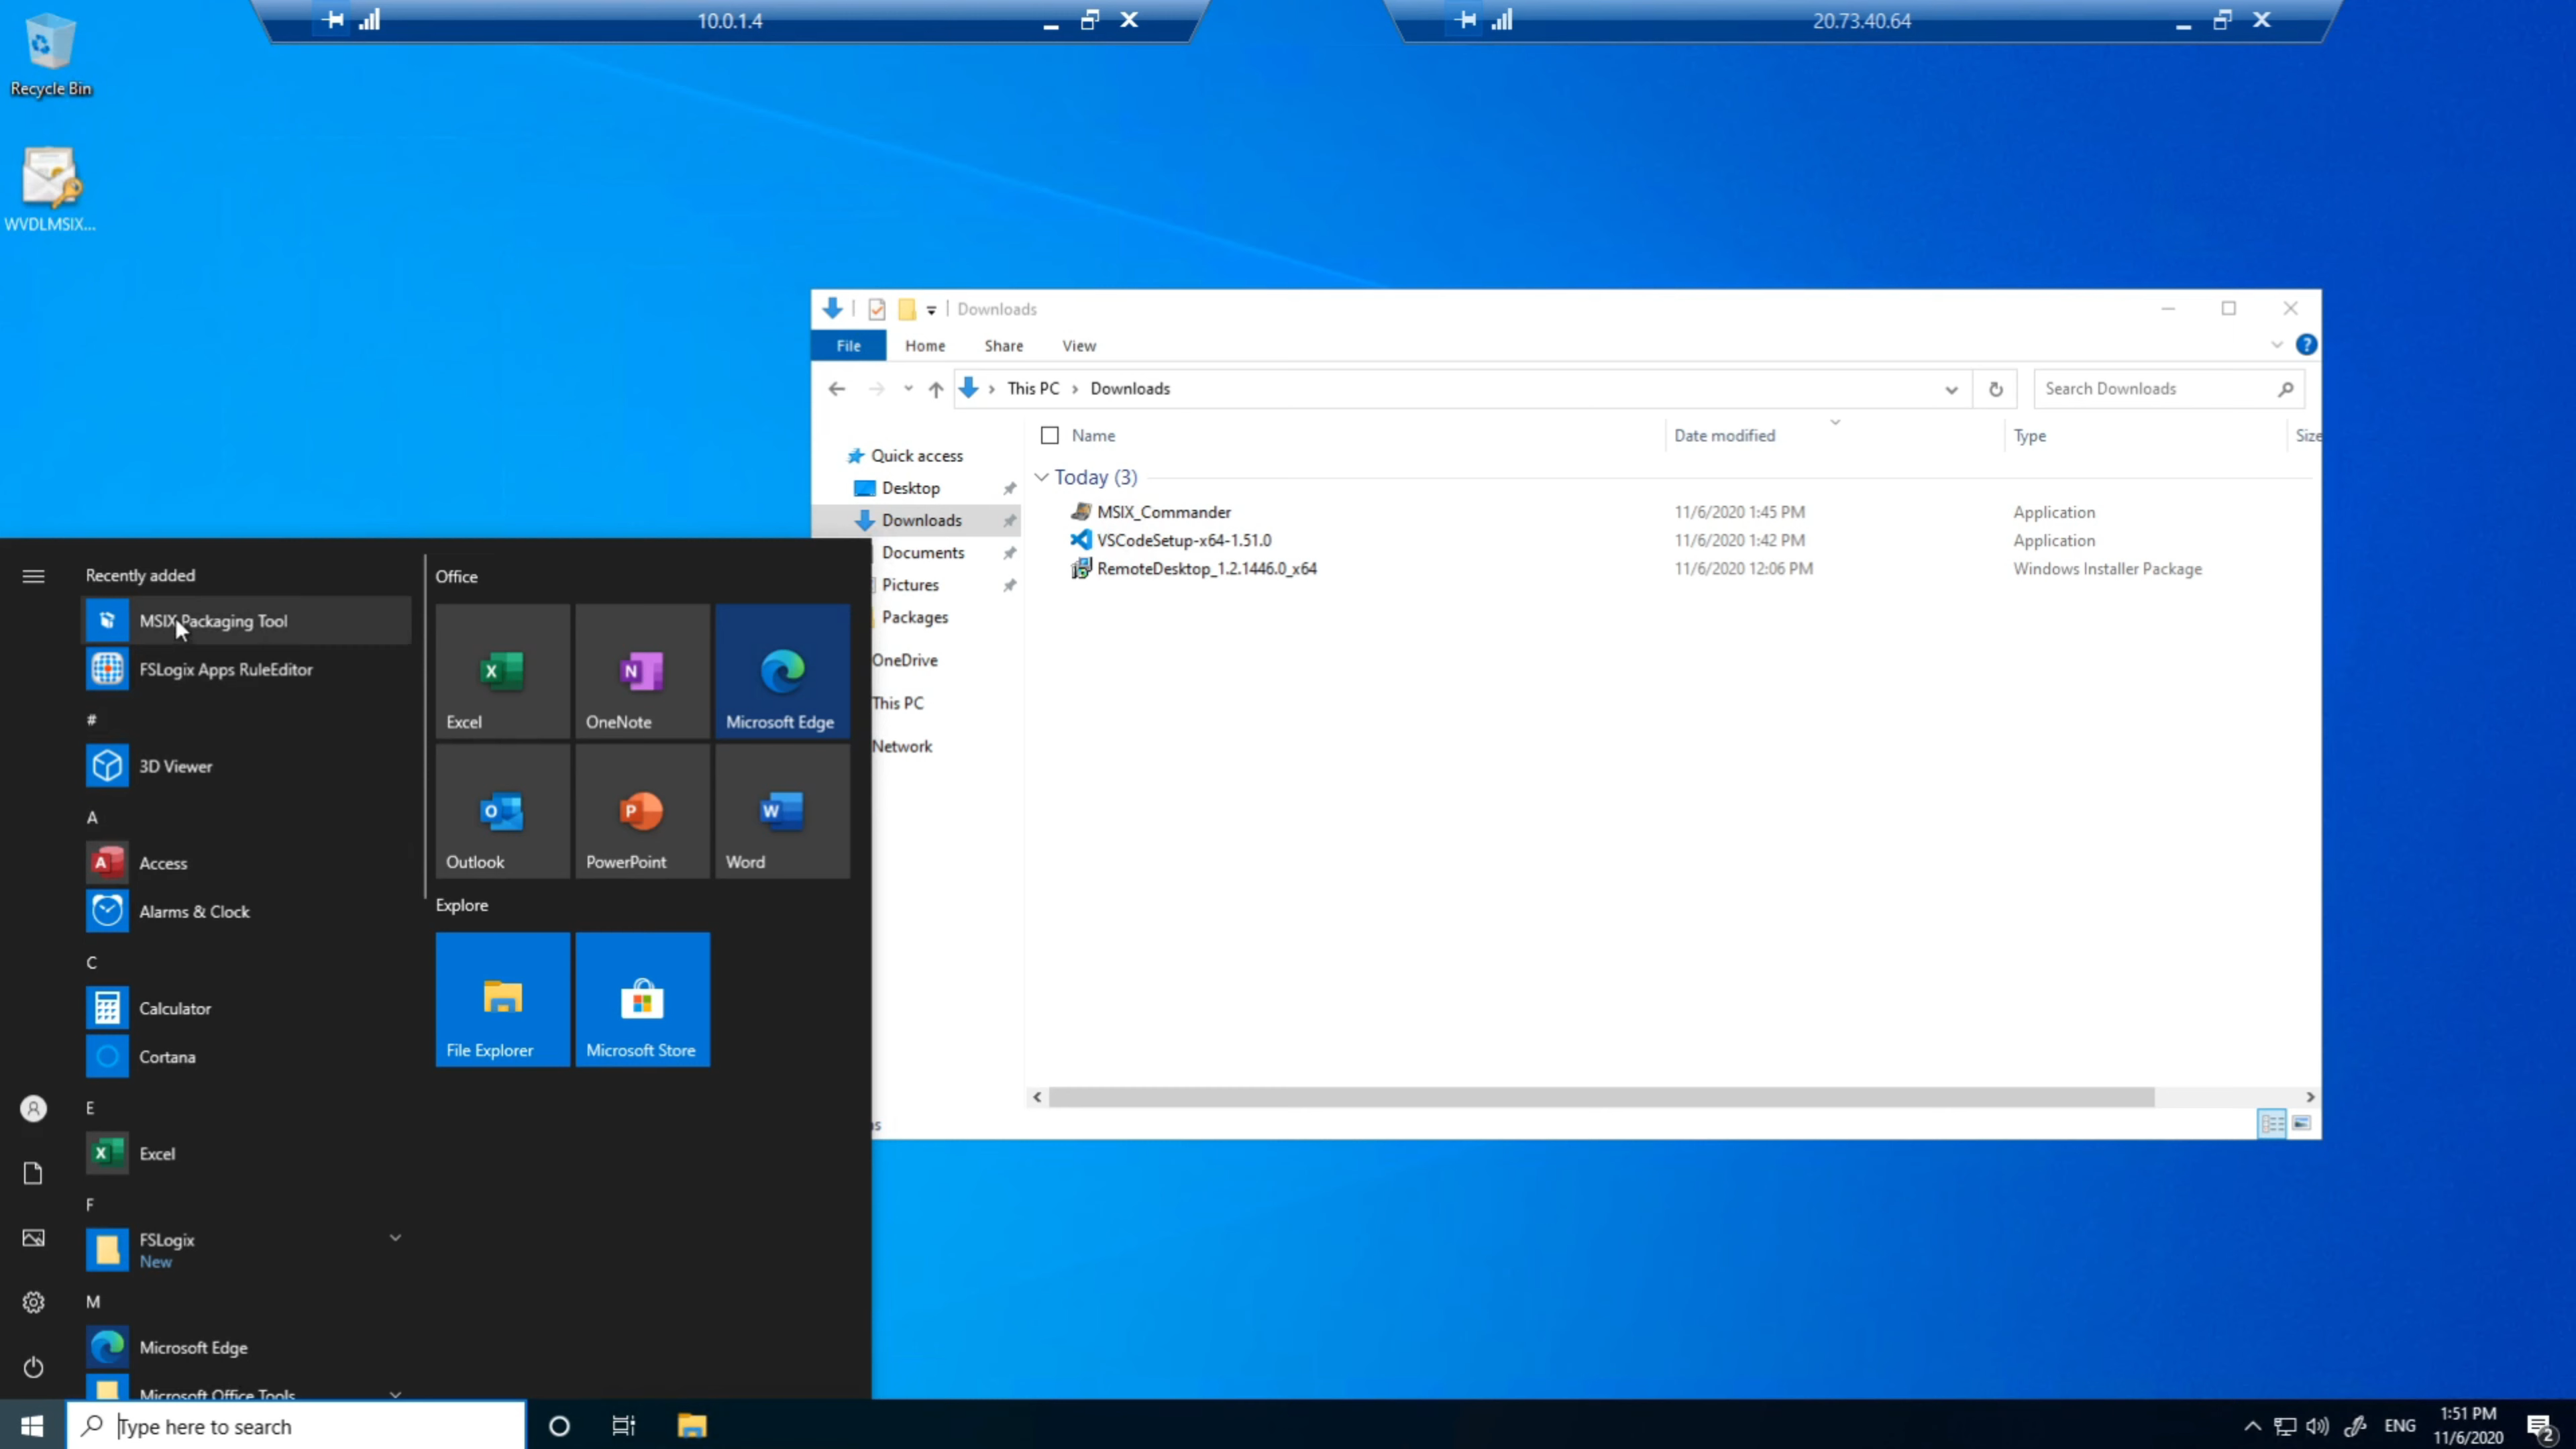 10.0.1.4
20.73.40.64
Recycle Bin
WVDLMSIX...
Downloads
File Home Share View
This PC Downloads
Search Downloads
Name Date modified Type Size
Quick access
Desktop
Downloads
Documents
Pictures
Packages
OneDrive
This PC
Network
Today (3)
MSIX_Commander 11/6/2020 1:45 PM Application
VSCodeSetup-x64-1.51.0 11/6/2020 1:42 PM Application
RemoteDesktop_1.2.1446.0_x64 11/6/2020 12:06 PM Windows Installer Package
Recently added
MSIX Packaging Tool
FSLogix Apps RuleEditor
#
3D Viewer
A
Access
Alarms & Clock
C
Calculator
Cortana
E
Excel
F
FSLogix
New
M
Microsoft Edge
Microsoft Office Tools
Office
Excel OneNote Microsoft Edge
Outlook PowerPoint Word
Explore
File Explorer Microsoft Store
Type here to search
ENG
1:51 PM
11/6/2020
2